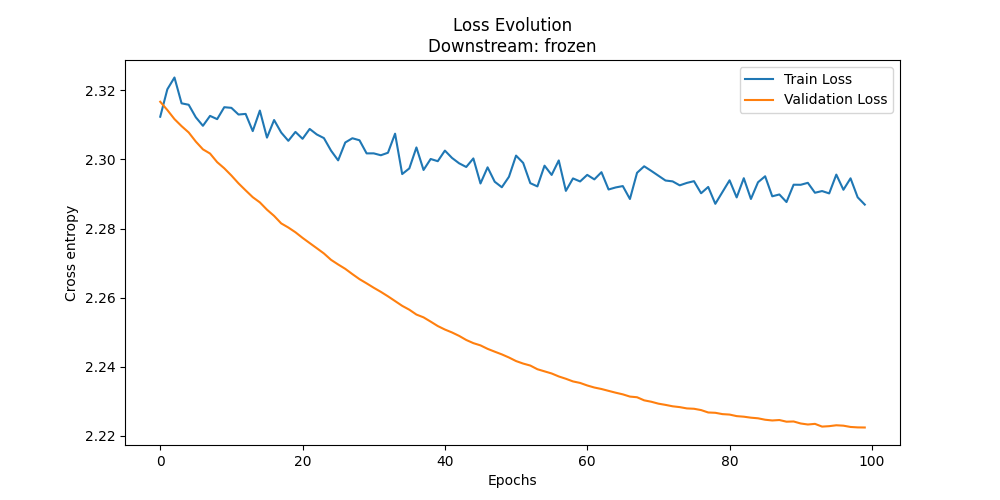 Loss Evolution
Downstream: frozen
Train Loss
Validation Loss
Cross entropy
2.32
2.30
2.28
2.26
2.24
2.22
0
20
40
60
80
100
Epochs